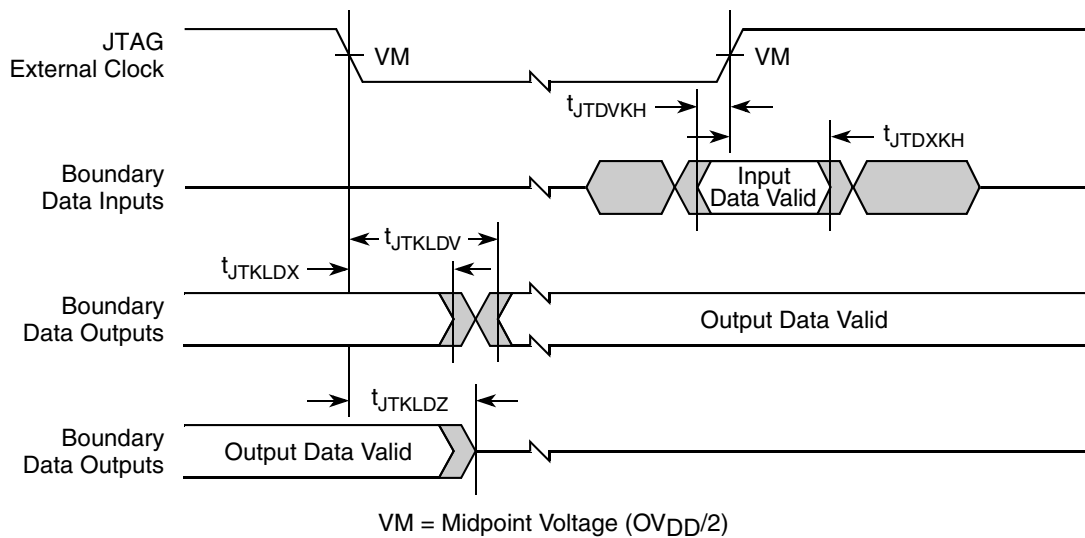 JTAG
External Clock
VM
VM
tJTDVKH
tJTDXKH
Boundary
Data Inputs
Input
Data Valid
tJTKLDV
tJTKLDX
Boundary
Data Outputs
Output Data Valid
tJTKLDZ
Boundary
Data Outputs
Output Data Valid
VM = Midpoint Voltage (OVDD/2)